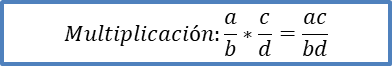 Multiplicación: a/b * c/d = ac/bd